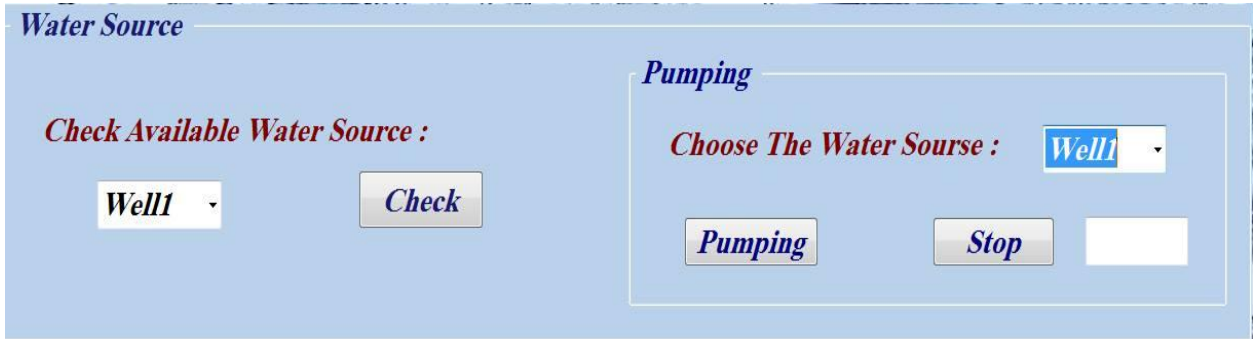 Water Source
Check Available Water Source :
Well1
Check
Pumping
Choose The Water Sourse :
Well1
Pumping
Stop